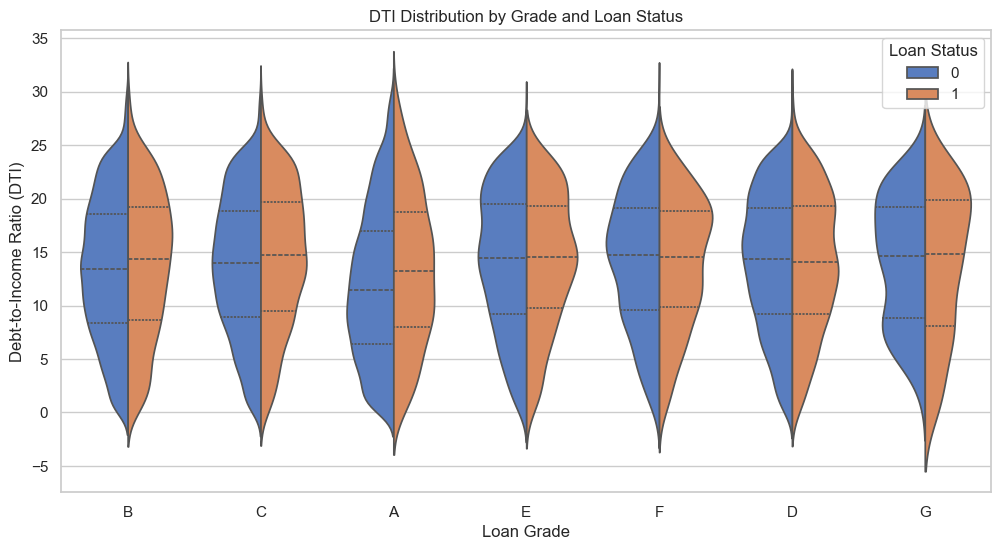 DTI Distribution by Grade and Loan Status
Loan Status
0
1
Debt-to-Income Ratio (DTI)
35
30
25
20
15
10
5
0
−5
B C A E F D G
Loan Grade